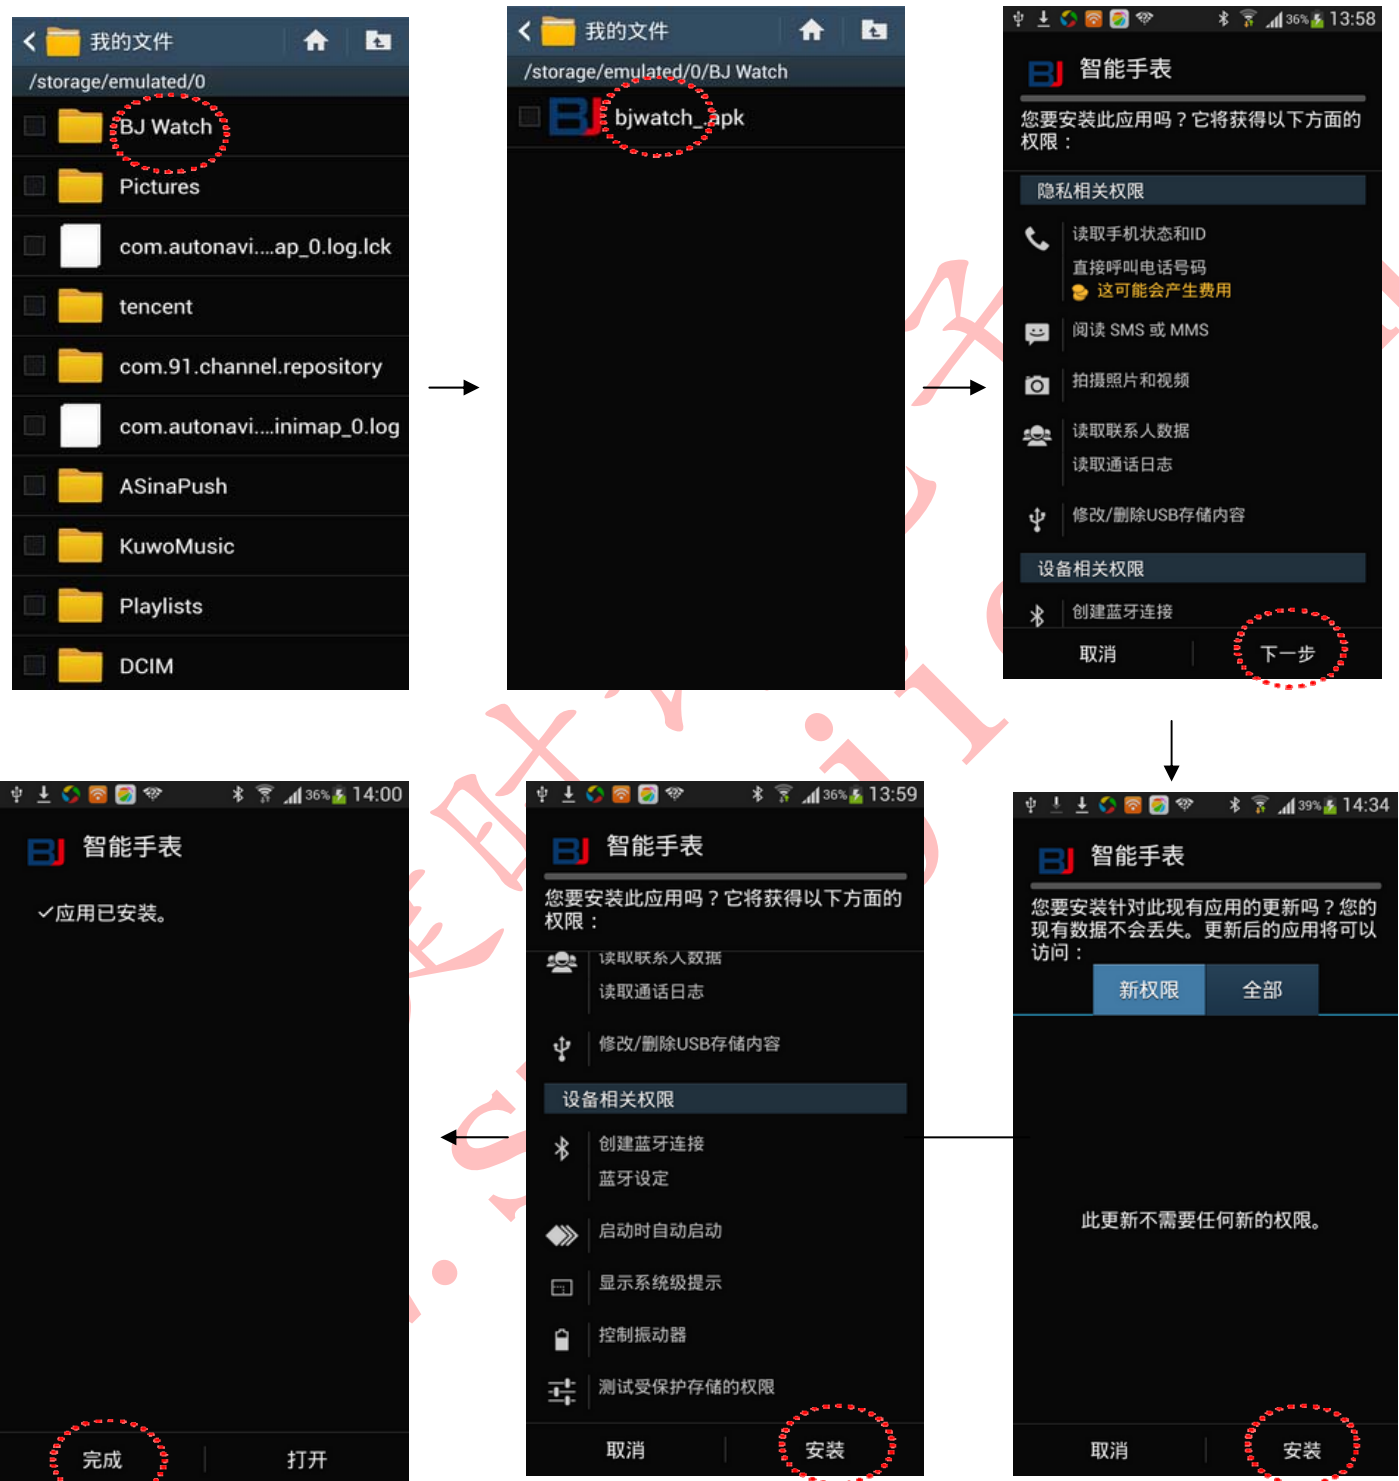 我的文件
/storage/emulated/0
BJ Watch
Pictures
com.autonavi....ap_0.log.lck
tencent
com.91.channel.repository
com.autonavi....inimap_0.log
ASinaPush
KuwoMusic
Playlists
DCIM
我的文件
/storage/emulated/0/BJ Watch
BJ
bjwatch_.apk
36% 13:58
BJ 智能手表
您要安装此应用吗？它将获得以下方面的
权限：
隐私相关权限
读取手机状态和ID
直接呼叫电话号码
这可能会产生费用
阅读 SMS 或 MMS
拍摄照片和视频
读取联系人数据
读取通话日志
修改/删除USB存储内容
设备相关权限
创建蓝牙连接
取消 下一步
39% 14:34
BJ 智能手表
您要安装针对此现有应用的更新吗？您的
现有数据不会丢失。更新后的应用将可以
访问：
新权限 全部
此更新不需要任何新的权限。
取消 安装
36% 13:59
BJ 智能手表
您要安装此应用吗？它将获得以下方面的
权限：
读取联系人数据
读取通话日志
修改/删除USB存储内容
设备相关权限
创建蓝牙连接
蓝牙设定
启动时自动启动
显示系统级提示
控制振动器
测试受保护存储的权限
取消 安装
36% 14:00
BJ 智能手表
✓应用已安装。
完成 打开